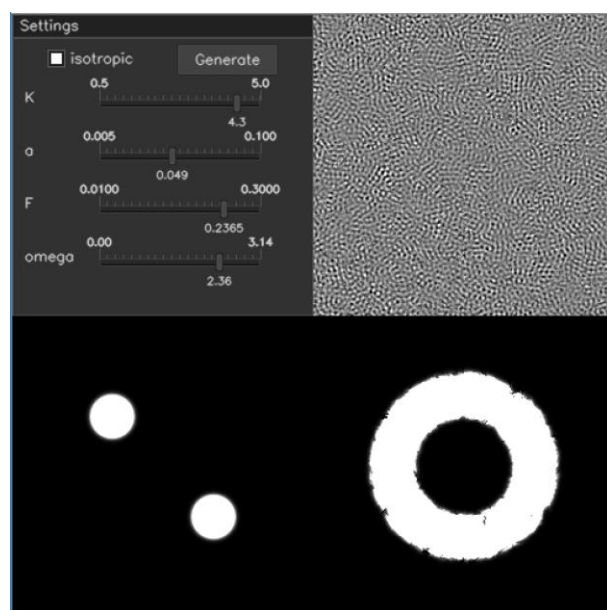 Settings
isotropic Generate
0.5 5.0
K
4.3
0.005 0.100
a
0.049
0.0100 0.3000
F
0.2365
0.00 3.14
omega
2.36